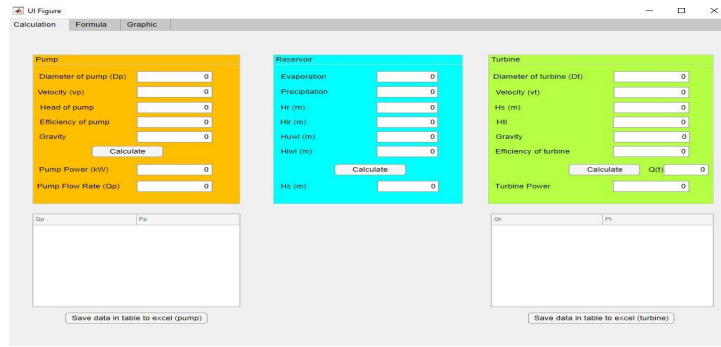 UI Figure
Calculation Formula Graphic
Pump
Diameter of pump (Dp) 0
Velocity (vp) 0
Head of pump 0
Efficiency of pump 0
Gravity 0
Calculate
Pump Power (kW) 0
Pump Flow Rate (Qp) 0
Qp Pp
Save data in table to excel (pump)
Reservoir
Evaporation 0
Precipitation 0
Hr (m): 0
Hlr (m): 0
Huwl (m): 0
Hlwl (m): 0
Calculate
Hs (m): 0
Turbine
Diameter of turbine (Dt) 0
Velocity (vt) 0
Hs (m) 0
Htl 0
Gravity 0
Efficiency of turbine 0
Calculate Q(t) 0
Turbine Power 0
Qt Pt
Save data in table to excel (turbine)